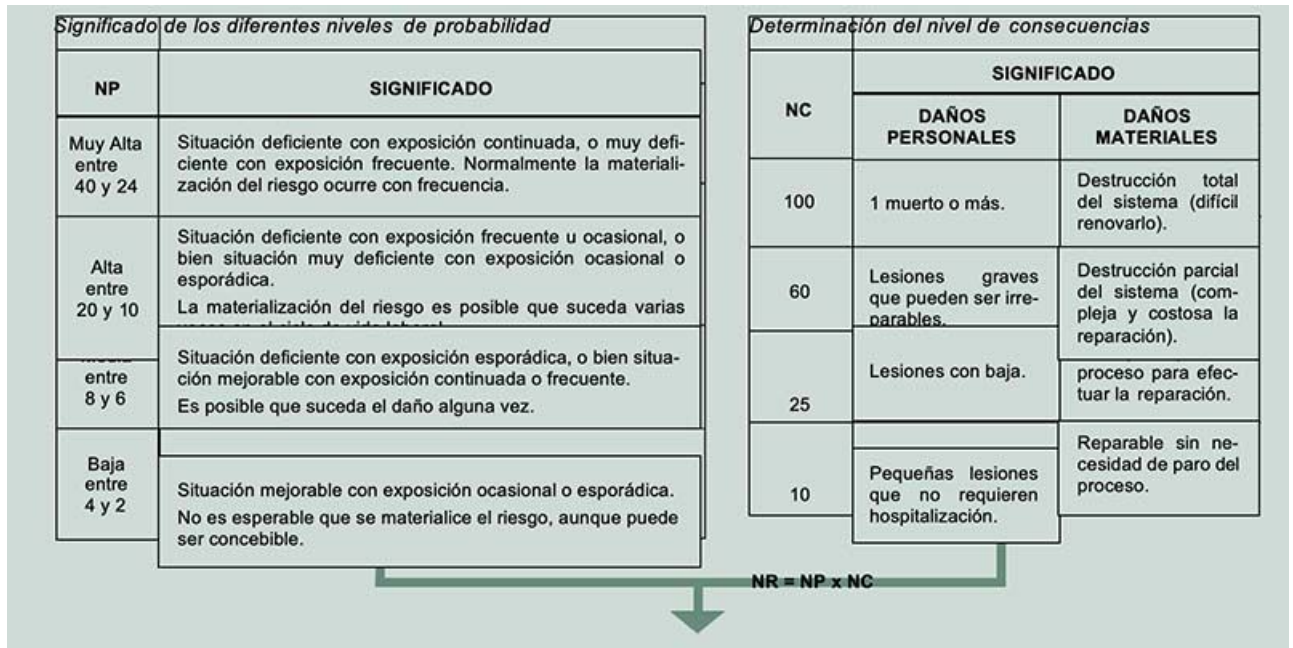 Significado de los diferentes niveles de probabilidad
NP
SIGNIFICADO
Muy Alta
entre
40 y 24
Situación deficiente con exposición continuada, o muy defi-
ciente con exposición frecuente. Normalmente la materiali-
zación del riesgo ocurre con frecuencia.
Alta
entre
20 y 10
Situación deficiente con exposición frecuente u ocasional, o
bien situación muy deficiente con exposición ocasional o
esporádica.
La materialización del riesgo es posible que suceda varias
entre
8 y 6
Situación deficiente con exposición esporádica, o bien situa-
ción mejorable con exposición continuada o frecuente.
Es posible que suceda el daño alguna vez.
Baja
entre
4 y 2
Situación mejorable con exposición ocasional o esporádica.
No es esperable que se materialice el riesgo, aunque puede
ser concebible.
Determinación del nivel de consecuencias
NC
SIGNIFICADO
DAÑOS
PERSONALES
DAÑOS
MATERIALES
100
1 muerto o más.
Destrucción total
del sistema (difícil
renovarlo).
60
Lesiones graves
que pueden ser irre-
parables.
Destrucción parcial
del sistema (com-
pleja y costosa la
reparación).
25
Lesiones con baja.
proceso para efec-
tuar la reparación.
10
Pequeñas lesiones
que no requieren
hospitalización.
Reparable sin ne-
cesidad de paro del
proceso.
NR = NP x NC